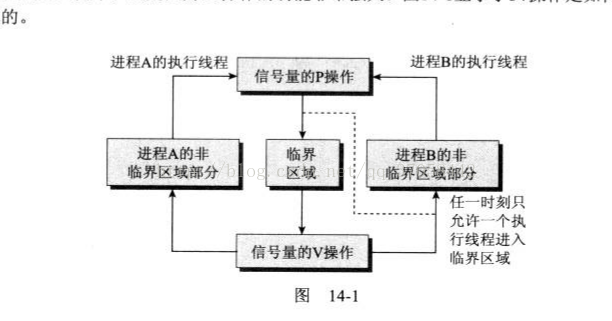 的。
进程A的执行线程
信号量的P操作
进程B的执行线程
进程A的非
临界区域部分
临界
区域
进程B的非
临界区域部分
任一时刻只
允许一个执
行线程进入
临界区域
信号量的V操作
图 14-1